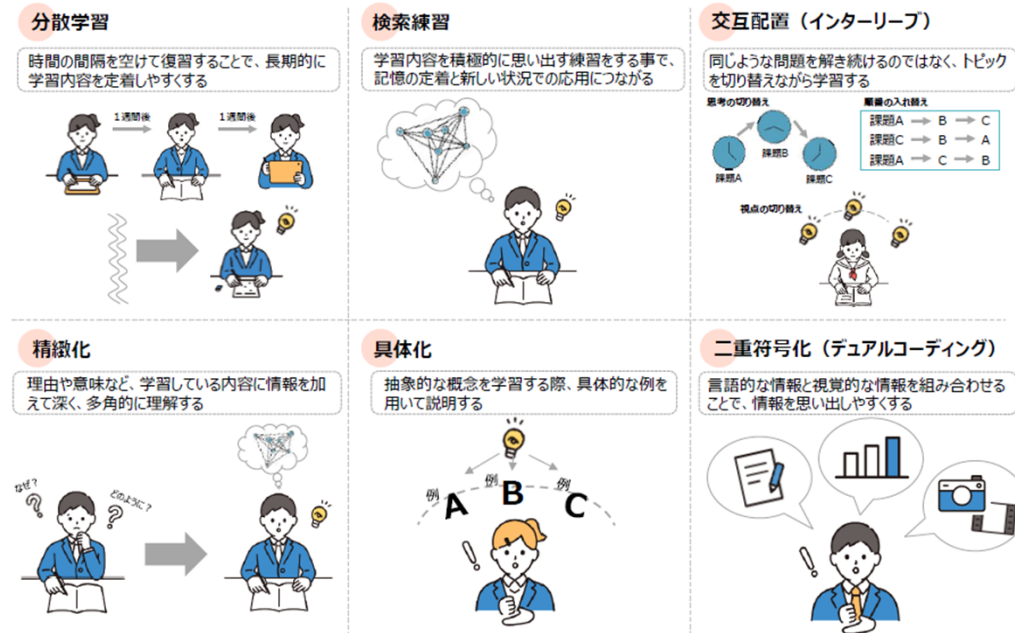 分散学習
時間の間隔を空けて復習することで、長期的に
学習内容を定着しやすくする
1週間後
1週間後
検索練習
学習内容を積極的に思い出す練習をする事で、
記憶の定着と新しい状況での応用につながる
交互配置（インターリーブ）
同じような問題を解き続けるのではなく、トピック
を切り替えながら学習する
思考の切り替え
課題A
課題B
課題C
順番の入れ替え
課題A B C
課題C B A
課題A C B
視点の切り替え
精緻化
理由や意味など、学習している内容に情報を加
えて深く、多角的に理解する
なぜ？
どのように？
具体化
抽象的な概念を学習する際、具体的な例を
用いて説明する
例 A
例 B
例 C
二重符号化（デュアルコーディング）
言語的な情報と視覚的な情報を組み合わせる
ことで、情報を思い出しやすくする